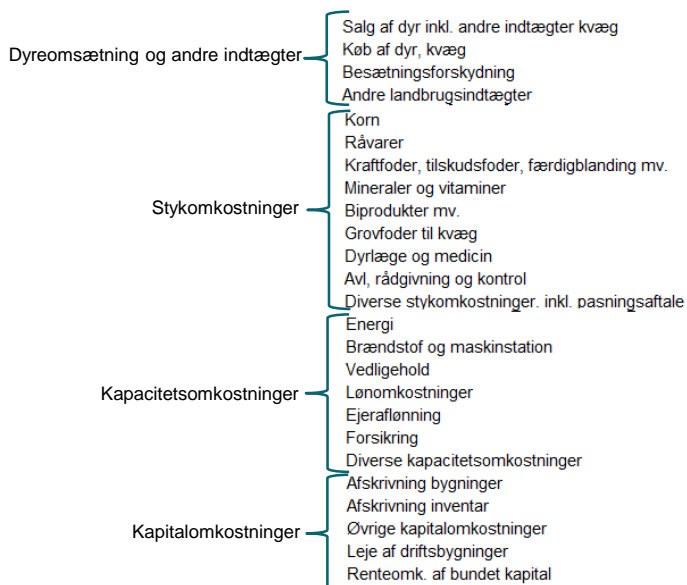 Dyreomsætning og andre indtægter
Salg af dyr inkl. andre indtægter kvæg
Køb af dyr, kvæg
Besætningsforskydning
Andre landbrugsindtægter
Stykomkostninger
Korn
Råvarer
Kraftfoder, tilskudsfoder, færdigblanding mv.
Mineraler og vitaminer
Biprodukter mv.
Grovfoder til kvæg
Dyrlæge og medicin
Avl, rådgivning og kontrol
Diverse stykomkostninger. inkl. pasningsaftale
Kapacitetsomkostninger
Energi
Brændstof og maskinstation
Vedligehold
Lønomkostninger
Ejeraflønning
Forsikring
Diverse kapacitetsomkostninger
Kapitalomkostninger
Afskrivning bygninger
Afskrivning inventar
Øvrige kapitalomkostninger
Leje af driftsbygninger
Renteomk. af bundet kapital